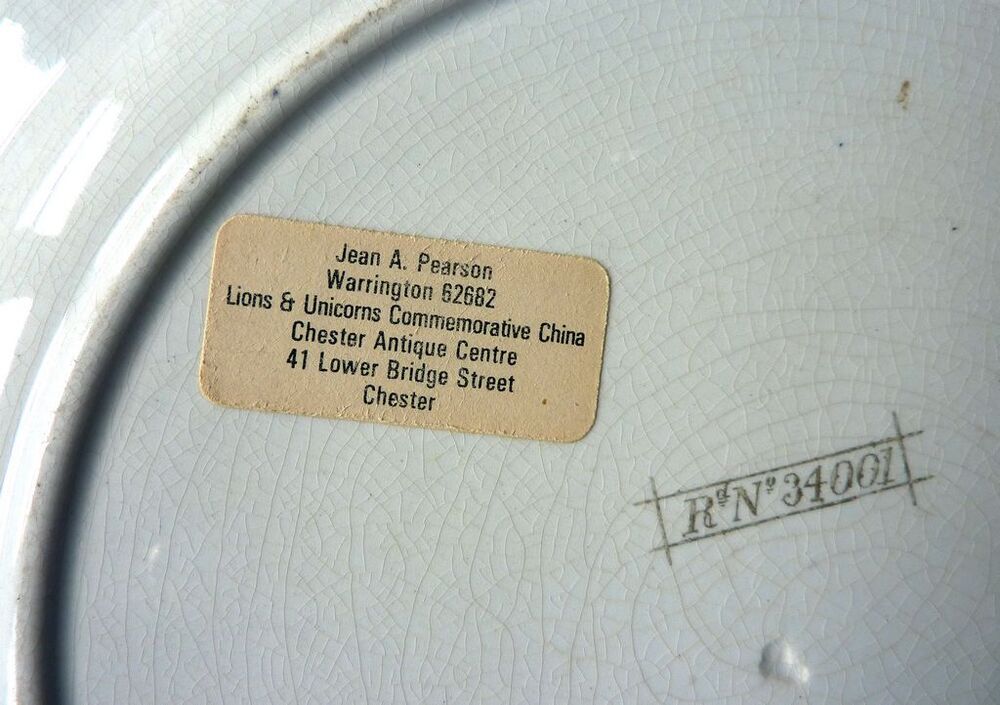 Jean A. Pearson
Warrington 62682
Lions & Unicorns Commemorative China
Chester Antique Centre
41 Lower Bridge Street
Chester
Rᵈ Nº 34001